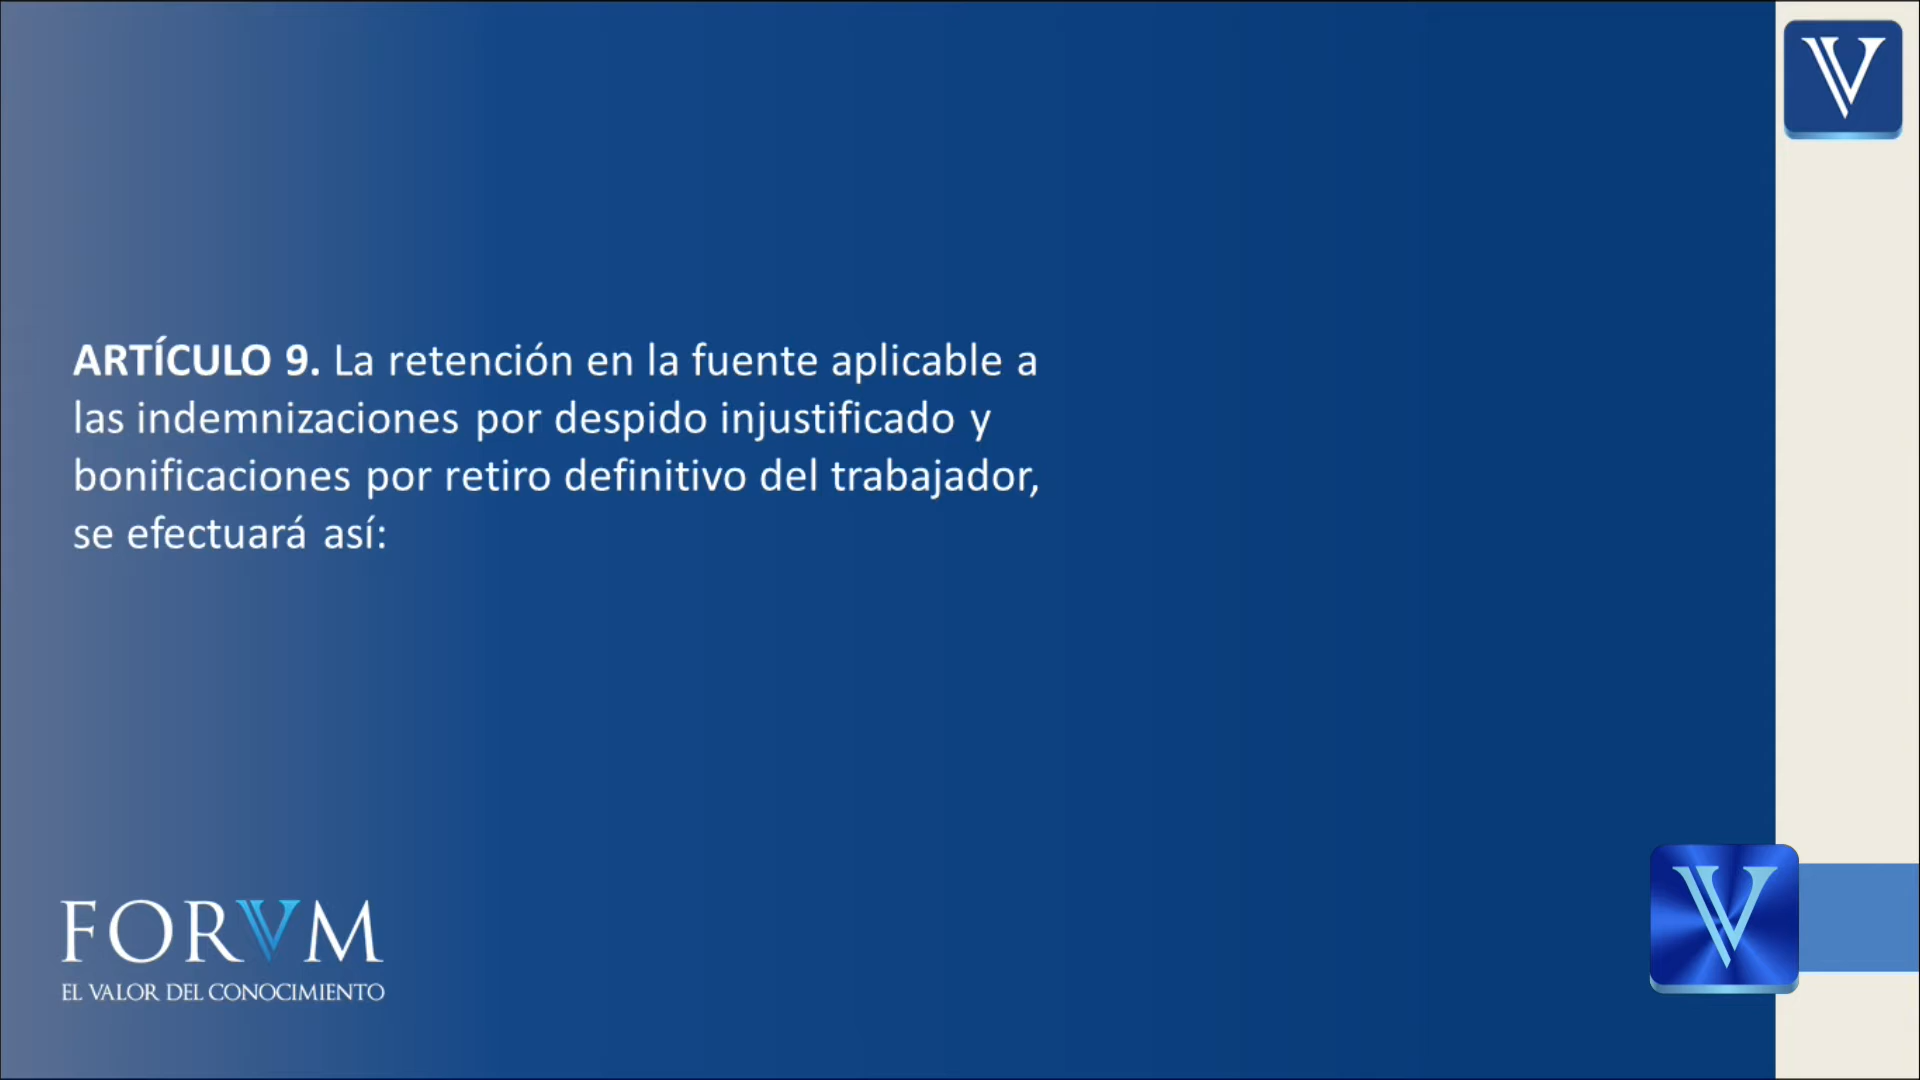 ARTÍCULO 9. La retención en la fuente aplicable a
las indemnizaciones por despido injustificado y
bonificaciones por retiro definitivo del trabajador,
se efectuará así:
FORVM
EL VALOR DEL CONOCIMIENTO
V
V